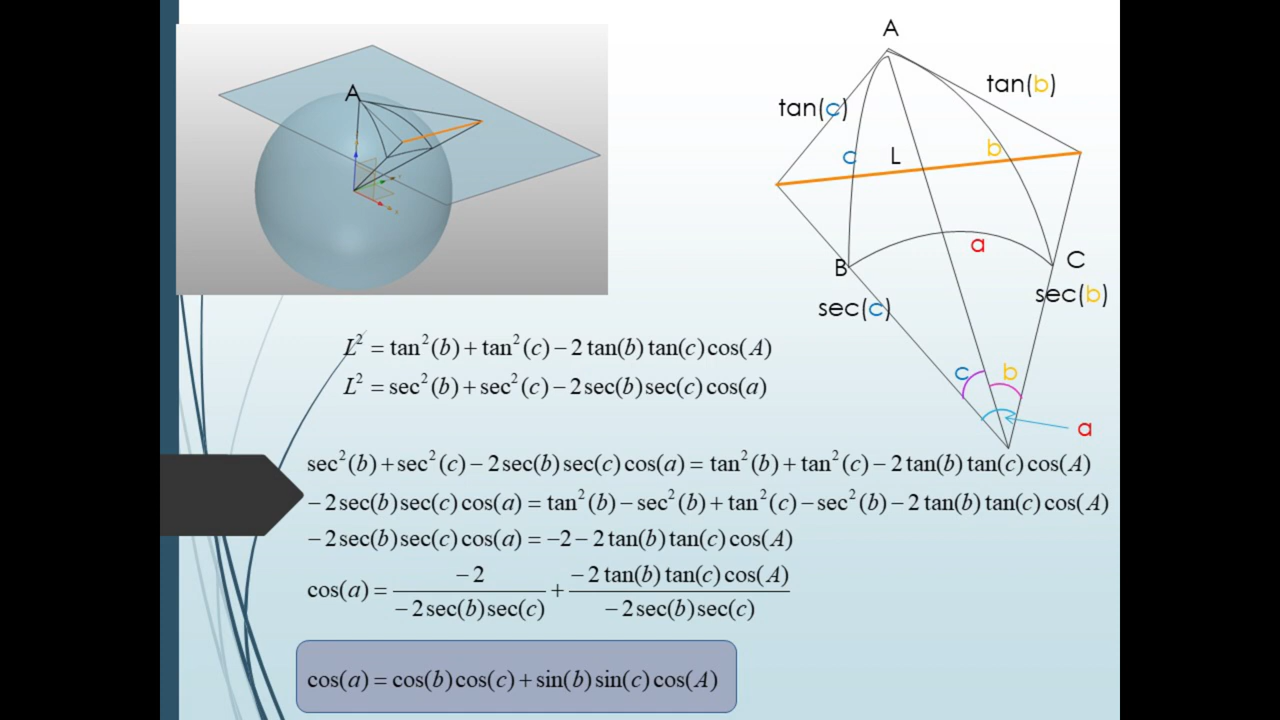 A
A
tan(b)
tan(c)
c
L
b
a
B
C
sec(c)
sec(b)
c
b
a
L² = tan²(b) + tan²(c) − 2 tan(b) tan(c) cos(A)
L² = sec²(b) + sec²(c) − 2 sec(b) sec(c) cos(a)
sec²(b) + sec²(c) − 2 sec(b) sec(c) cos(a) = tan²(b) + tan²(c) − 2 tan(b) tan(c) cos(A)
− 2 sec(b) sec(c) cos(a) = tan²(b) − sec²(b) + tan²(c) − sec²(b) − 2 tan(b) tan(c) cos(A)
− 2 sec(b) sec(c) cos(a) = −2 − 2 tan(b) tan(c) cos(A)
cos(a) = −2 / − 2 sec(b) sec(c) + − 2 tan(b) tan(c) cos(A) / − 2 sec(b) sec(c)
cos(a) = cos(b) cos(c) + sin(b) sin(c) cos(A)